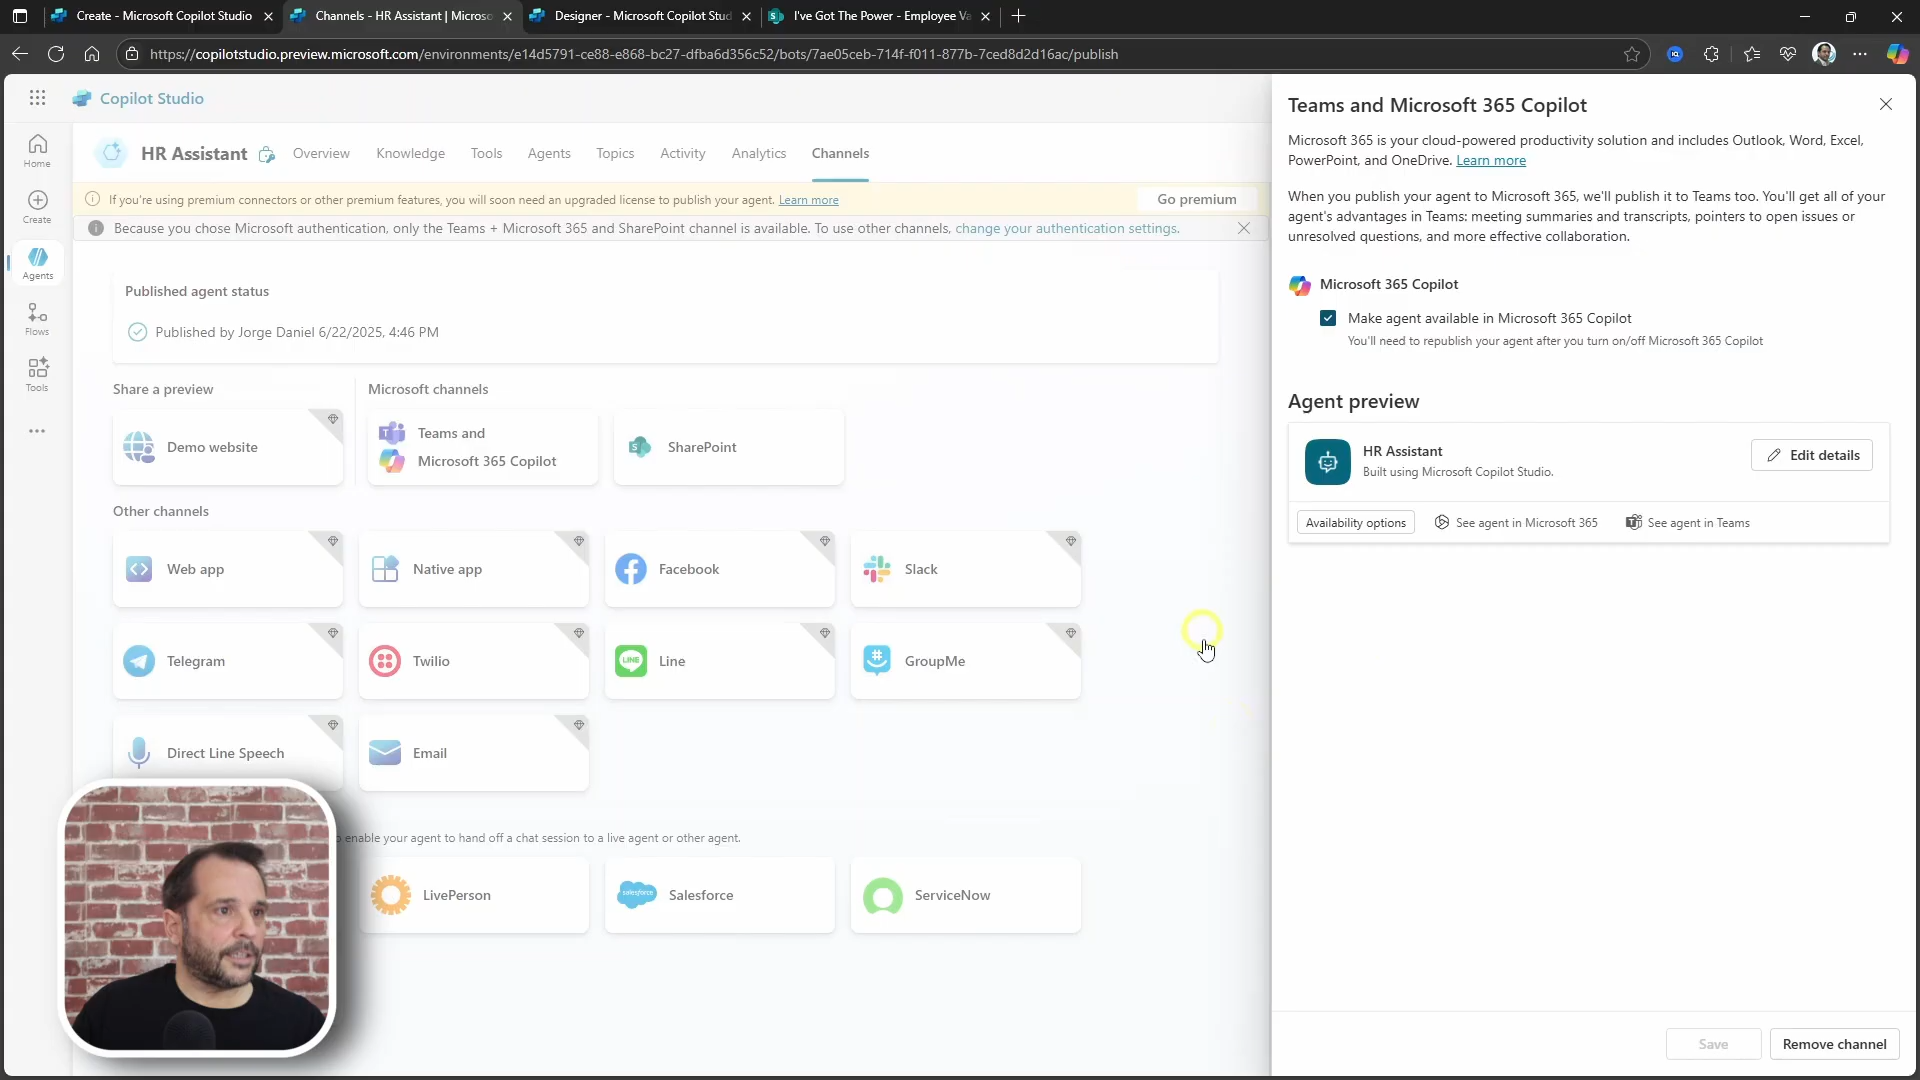 Create - Microsoft Copilot Studio
Channels - HR Assistant | Microso
Designer - Microsoft Copilot Stud
I've Got The Power - Employee Va
https://copilotstudio.preview.microsoft.com/environments/e14d5791-ce88-e868-bc27-dfba6d356c52/bots/7ae05ceb-714f-f011-877b-7ced8d2d16ac/publish
Copilot Studio
Home
Create
Agents
Flows
Tools
HR Assistant
Overview
Knowledge
Tools
Agents
Topics
Activity
Analytics
Channels
If you're using premium connectors or other premium features, you will soon need an upgraded license to publish your agent. Learn more
Go premium
Because you chose Microsoft authentication, only the Teams + Microsoft 365 and SharePoint channel is available. To use other channels, change your authentication settings.
Published agent status
Published by Jorge Daniel 6/22/2025, 4:46 PM
Share a preview
Microsoft channels
Demo website
Teams and
Microsoft 365 Copilot
SharePoint
Other channels
Web app
Native app
Facebook
Slack
Telegram
Twilio
LINE
Line
GroupMe
Direct Line Speech
Email
enable your agent to hand off a chat session to a live agent or other agent.
LivePerson
salesforce
Salesforce
ServiceNow
Teams and Microsoft 365 Copilot
Microsoft 365 is your cloud-powered productivity solution and includes Outlook, Word, Excel,
PowerPoint, and OneDrive. Learn more
When you publish your agent to Microsoft 365, we'll publish it to Teams too. You'll get all of your
agent's advantages in Teams: meeting summaries and transcripts, pointers to open issues or
unresolved questions, and more effective collaboration.
Microsoft 365 Copilot
Make agent available in Microsoft 365 Copilot
You'll need to republish your agent after you turn on/off Microsoft 365 Copilot
Agent preview
HR Assistant
Built using Microsoft Copilot Studio.
Edit details
Availability options
See agent in Microsoft 365
See agent in Teams
Save
Remove channel